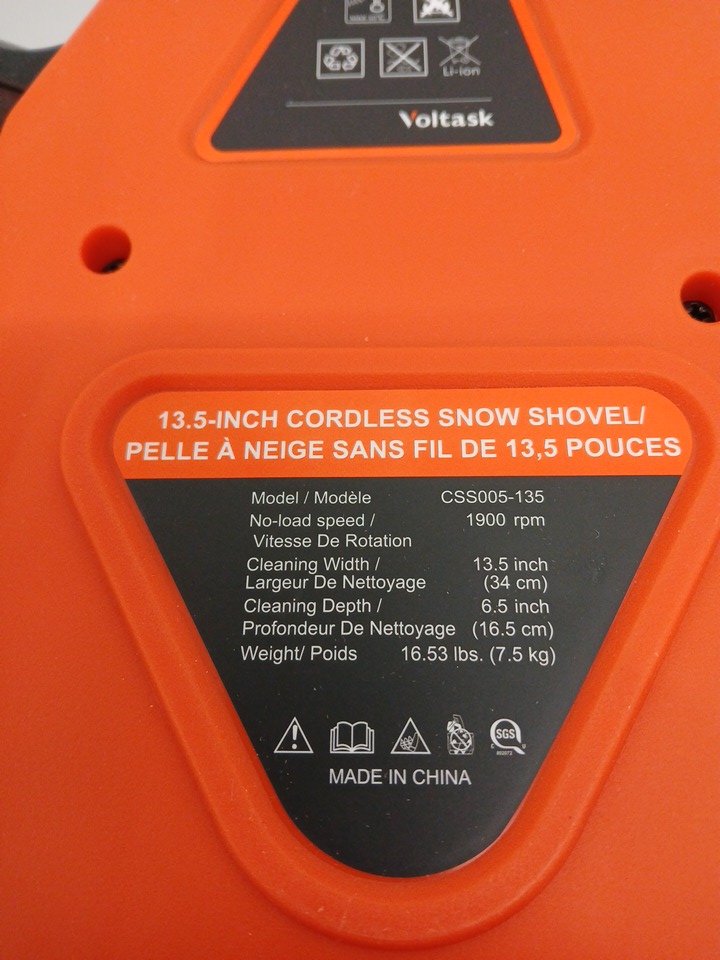 Li-ion
Voltask
13.5-INCH CORDLESS SNOW SHOVEL/
PELLE À NEIGE SANS FIL DE 13,5 POUCES
Model / Modèle CSS005-135
No-load speed / 1900 rpm
Vitesse De Rotation
Cleaning Width / 13.5 inch
Largeur De Nettoyage (34 cm)
Cleaning Depth / 6.5 inch
Profondeur De Nettoyage (16.5 cm)
Weight/ Poids 16.53 lbs. (7.5 kg)
SGS
MADE IN CHINA